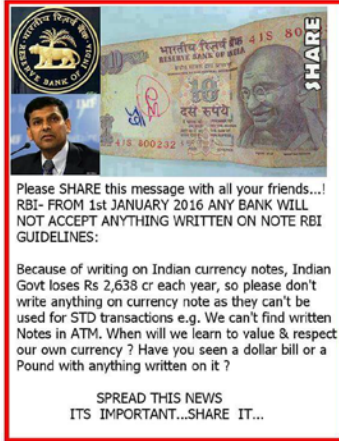 भारतीय रिज़र्व बैंक
RESERVE BANK OF INDIA
SHARE
भारतीय रिज़र्व बैंक
RESERVE BANK OF INDIA
41S 80
10
दस रुपये
41S 800232
Please SHARE this message with all your friends...!
RBI- FROM 1st JANUARY 2016 ANY BANK WILL
NOT ACCEPT ANYTHING WRITTEN ON NOTE RBI
GUIDELINES:
Because of writing on Indian currency notes, Indian
Govt loses Rs 2,638 cr each year, so please don't
write anything on currency note as they can't be
used for STD transactions e.g. We can't find written
Notes in ATM. When will we learn to value & respect
our own currency ? Have you seen a dollar bill or a
Pound with anything written on it ?
SPREAD THIS NEWS
ITS IMPORTANT...SHARE IT...